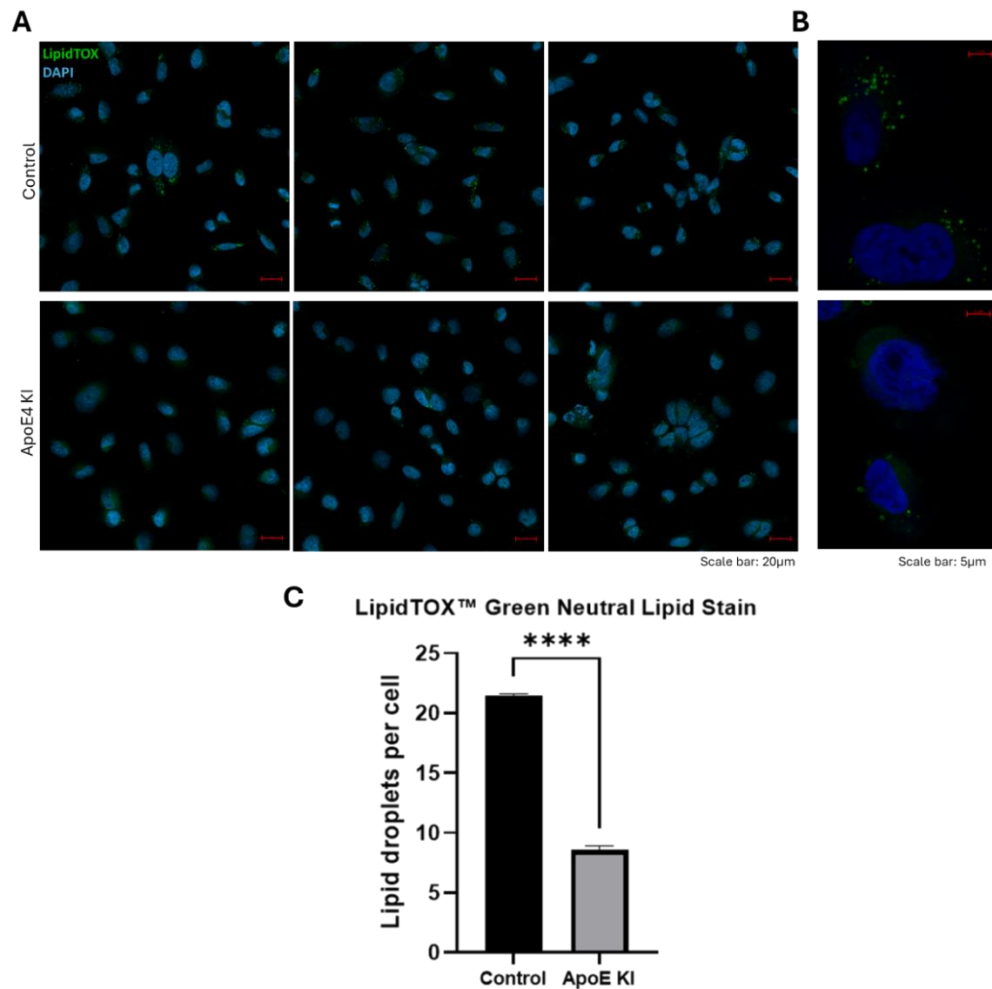 A
B
LipidTOX
DAPI
Control
ApoE4 KI
Scale bar: 20µm
Scale bar: 5µm
C
LipidTOX™ Green Neutral Lipid Stain
****
Lipid droplets per cell
25
20
15
10
5
0
Control ApoE KI